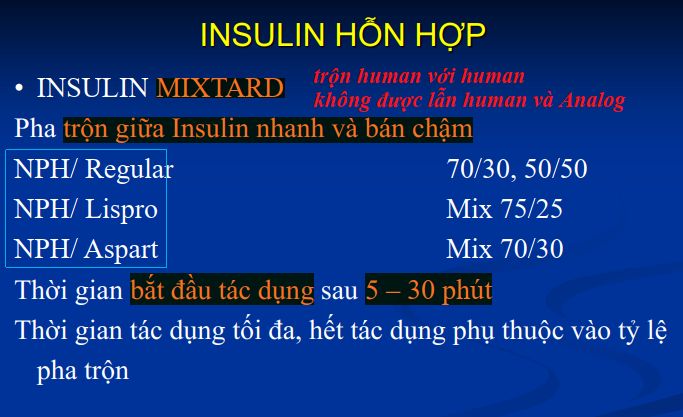 INSULIN HỖN HỢP
• INSULIN MIXTARD
trộn human với human
không được lẫn human và Analog
Pha trộn giữa Insulin nhanh và bán chậm
NPH/ Regular 70/30, 50/50
NPH/ Lispro Mix 75/25
NPH/ Aspart Mix 70/30
Thời gian bắt đầu tác dụng sau 5 – 30 phút
Thời gian tác dụng tối đa, hết tác dụng phụ thuộc vào tỷ lệ
pha trộn